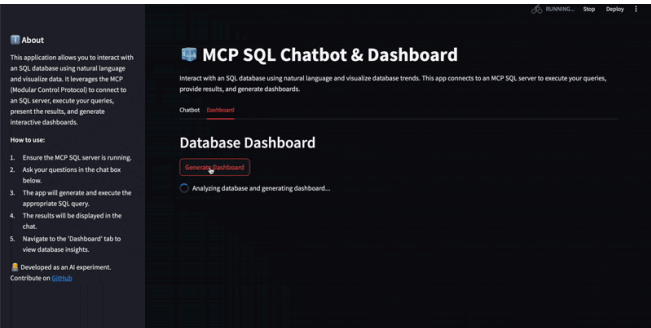 RUNNING... Stop Deploy
About
This application allows you to interact with
an SQL database using natural language
and visualize data. It leverages the MCP
(Modular Control Protocol) to connect to
an SQL server, execute your queries,
present the results, and generate
interactive dashboards.
How to use:
1. Ensure the MCP SQL server is running.
2. Ask your questions in the chat box
below.
3. The app will generate and execute the
appropriate SQL query.
4. The results will be displayed in the
chat.
5. Navigate to the 'Dashboard' tab to
view database insights.
Developed as an AI experiment.
Contribute on GitHub
MCP SQL Chatbot & Dashboard
Interact with an SQL database using natural language and visualize database trends. This app connects to an MCP SQL server to execute your queries,
provide results, and generate dashboards.
Chatbot Dashboard
Database Dashboard
Generate Dashboard
Analyzing database and generating dashboard...